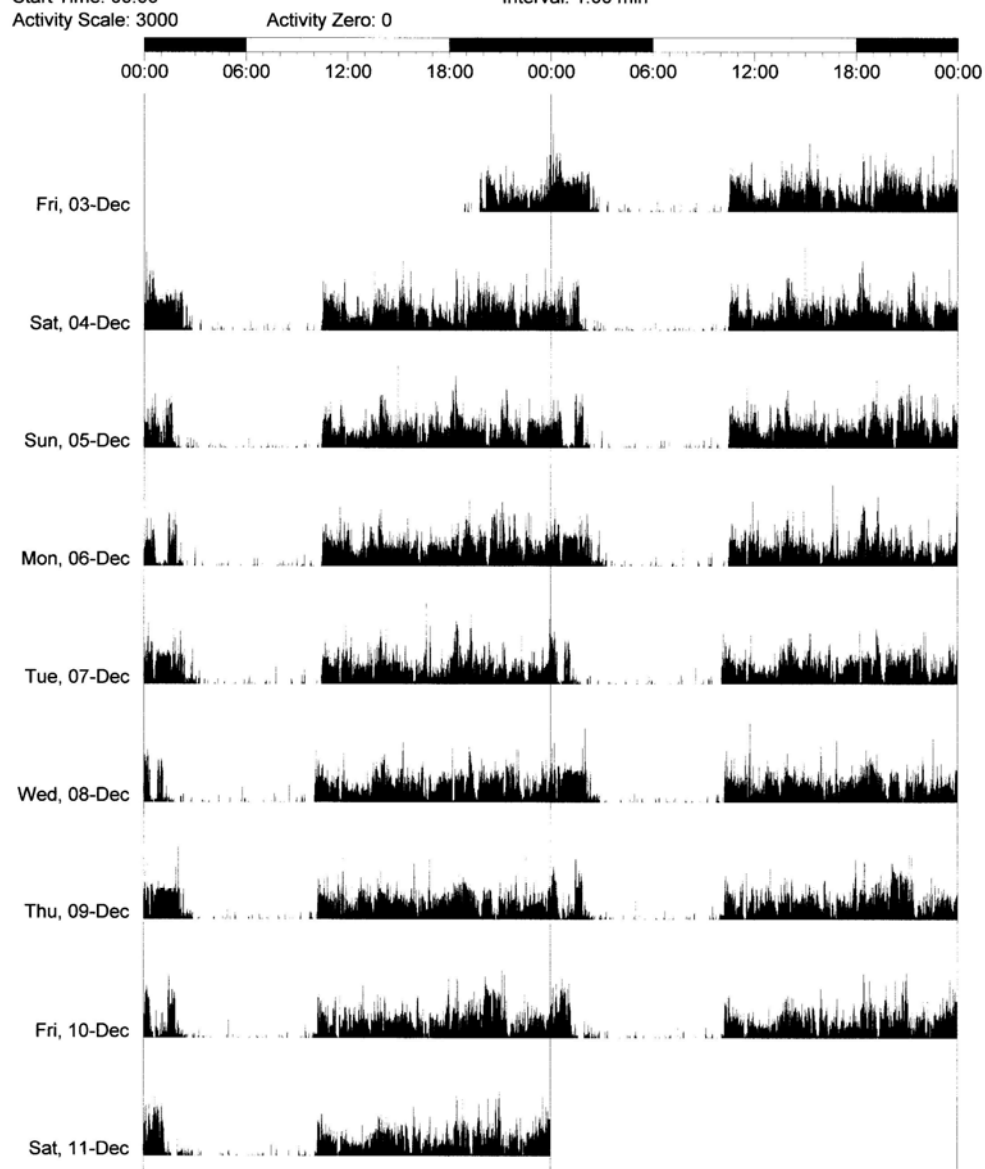 Activity Scale: 3000 Activity Zero: 0
00:00 06:00 12:00 18:00 00:00 06:00 12:00 18:00 00:00
Fri, 03-Dec
Sat, 04-Dec
Sun, 05-Dec
Mon, 06-Dec
Tue, 07-Dec
Wed, 08-Dec
Thu, 09-Dec
Fri, 10-Dec
Sat, 11-Dec